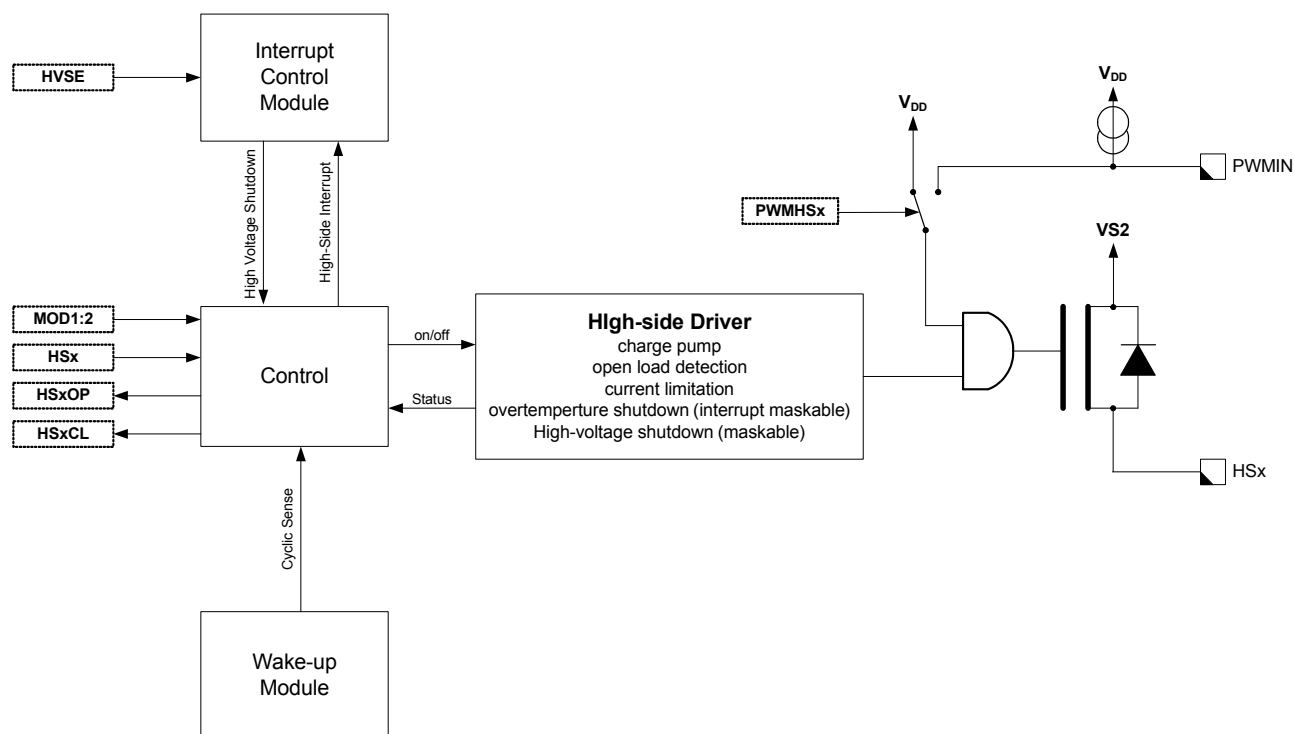 Interrupt
Control
Module
HVSE
High Voltage Shutdown
High-Side Interrupt
VDD
VDD
PWMIN
PWMHSx
VS2
MOD1:2
HSx
HSxOP
HSxCL
Control
on/off
Status
HIgh-side Driver
charge pump
open load detection
current limitation
overtemperture shutdown (interrupt maskable)
High-voltage shutdown (maskable)
HSx
Cyclic Sense
Wake-up
Module